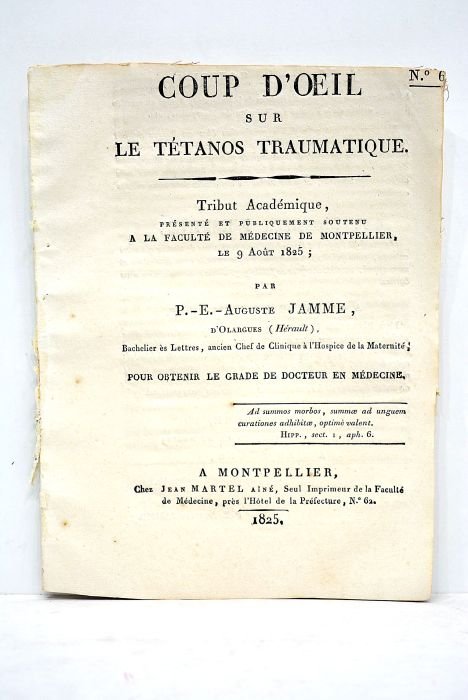 N.º 6
COUP D'ŒIL
SUR
LE TÉTANOS TRAUMATIQUE.
Tribut Académique,
PRÉSENTÉ ET PUBLIQUEMENT SOUTENU
A LA FACULTÉ DE MÉDECINE DE MONTPELLIER,
LE 9 AOÛT 1825 ;
PAR
P.-E.-AUGUSTE JAMME,
D'OLARGUES (Hérault),
Bachelier ès Lettres, ancien Chef de Clinique à l'Hospice de la Maternité;
POUR OBTENIR LE GRADE DE DOCTEUR EN MÉDECINE.
Ad summos morbos, summæ ad unguem
curationes adhibitæ, optimè valent.
HIPP., sect. 1, aph. 6.
A MONTPELLIER,
Chez JEAN MARTEL AÎNÉ, Seul Imprimeur de la Faculté
de Médecine, près l'Hôtel de la Préfecture, N.º 62.
1825.